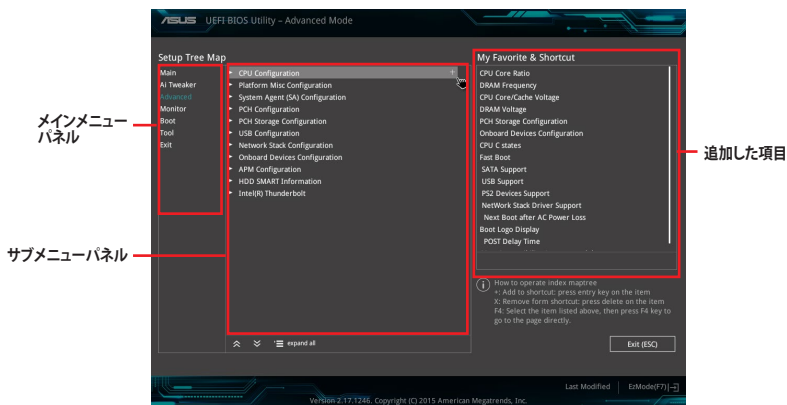 ASUS UEFI BIOS Utility – Advanced Mode
Setup Tree Map
Main
Ai Tweaker
Advanced
Monitor
Boot
Tool
Exit
CPU Configuration +
Platform Misc Configuration
System Agent (SA) Configuration
PCH Configuration
PCH Storage Configuration
USB Configuration
Network Stack Configuration
Onboard Devices Configuration
APM Configuration
HDD SMART Information
Intel(R) Thunderbolt
expand all
My Favorite & Shortcut
CPU Core Ratio
DRAM Frequency
CPU Core/Cache Voltage
DRAM Voltage
PCH Storage Configuration
Onboard Devices Configuration
CPU C states
Fast Boot
SATA Support
USB Support
PS2 Devices Support
NetWork Stack Driver Support
Next Boot after AC Power Loss
Boot Logo Display
POST Delay Time
How to operate index maptree
+: Add to shortcut: press entry key on the item
X: Remove form shortcut: press delete on the item
F4: Select the item listed above, then press F4 key to
go to the page directly.
Exit (ESC)
Last Modified
EzMode(F7)
Version 2.17.1246. Copyright (C) 2015 American Megatrends, Inc.
メインメニュー
パネル
サブメニューパネル
追加した項目